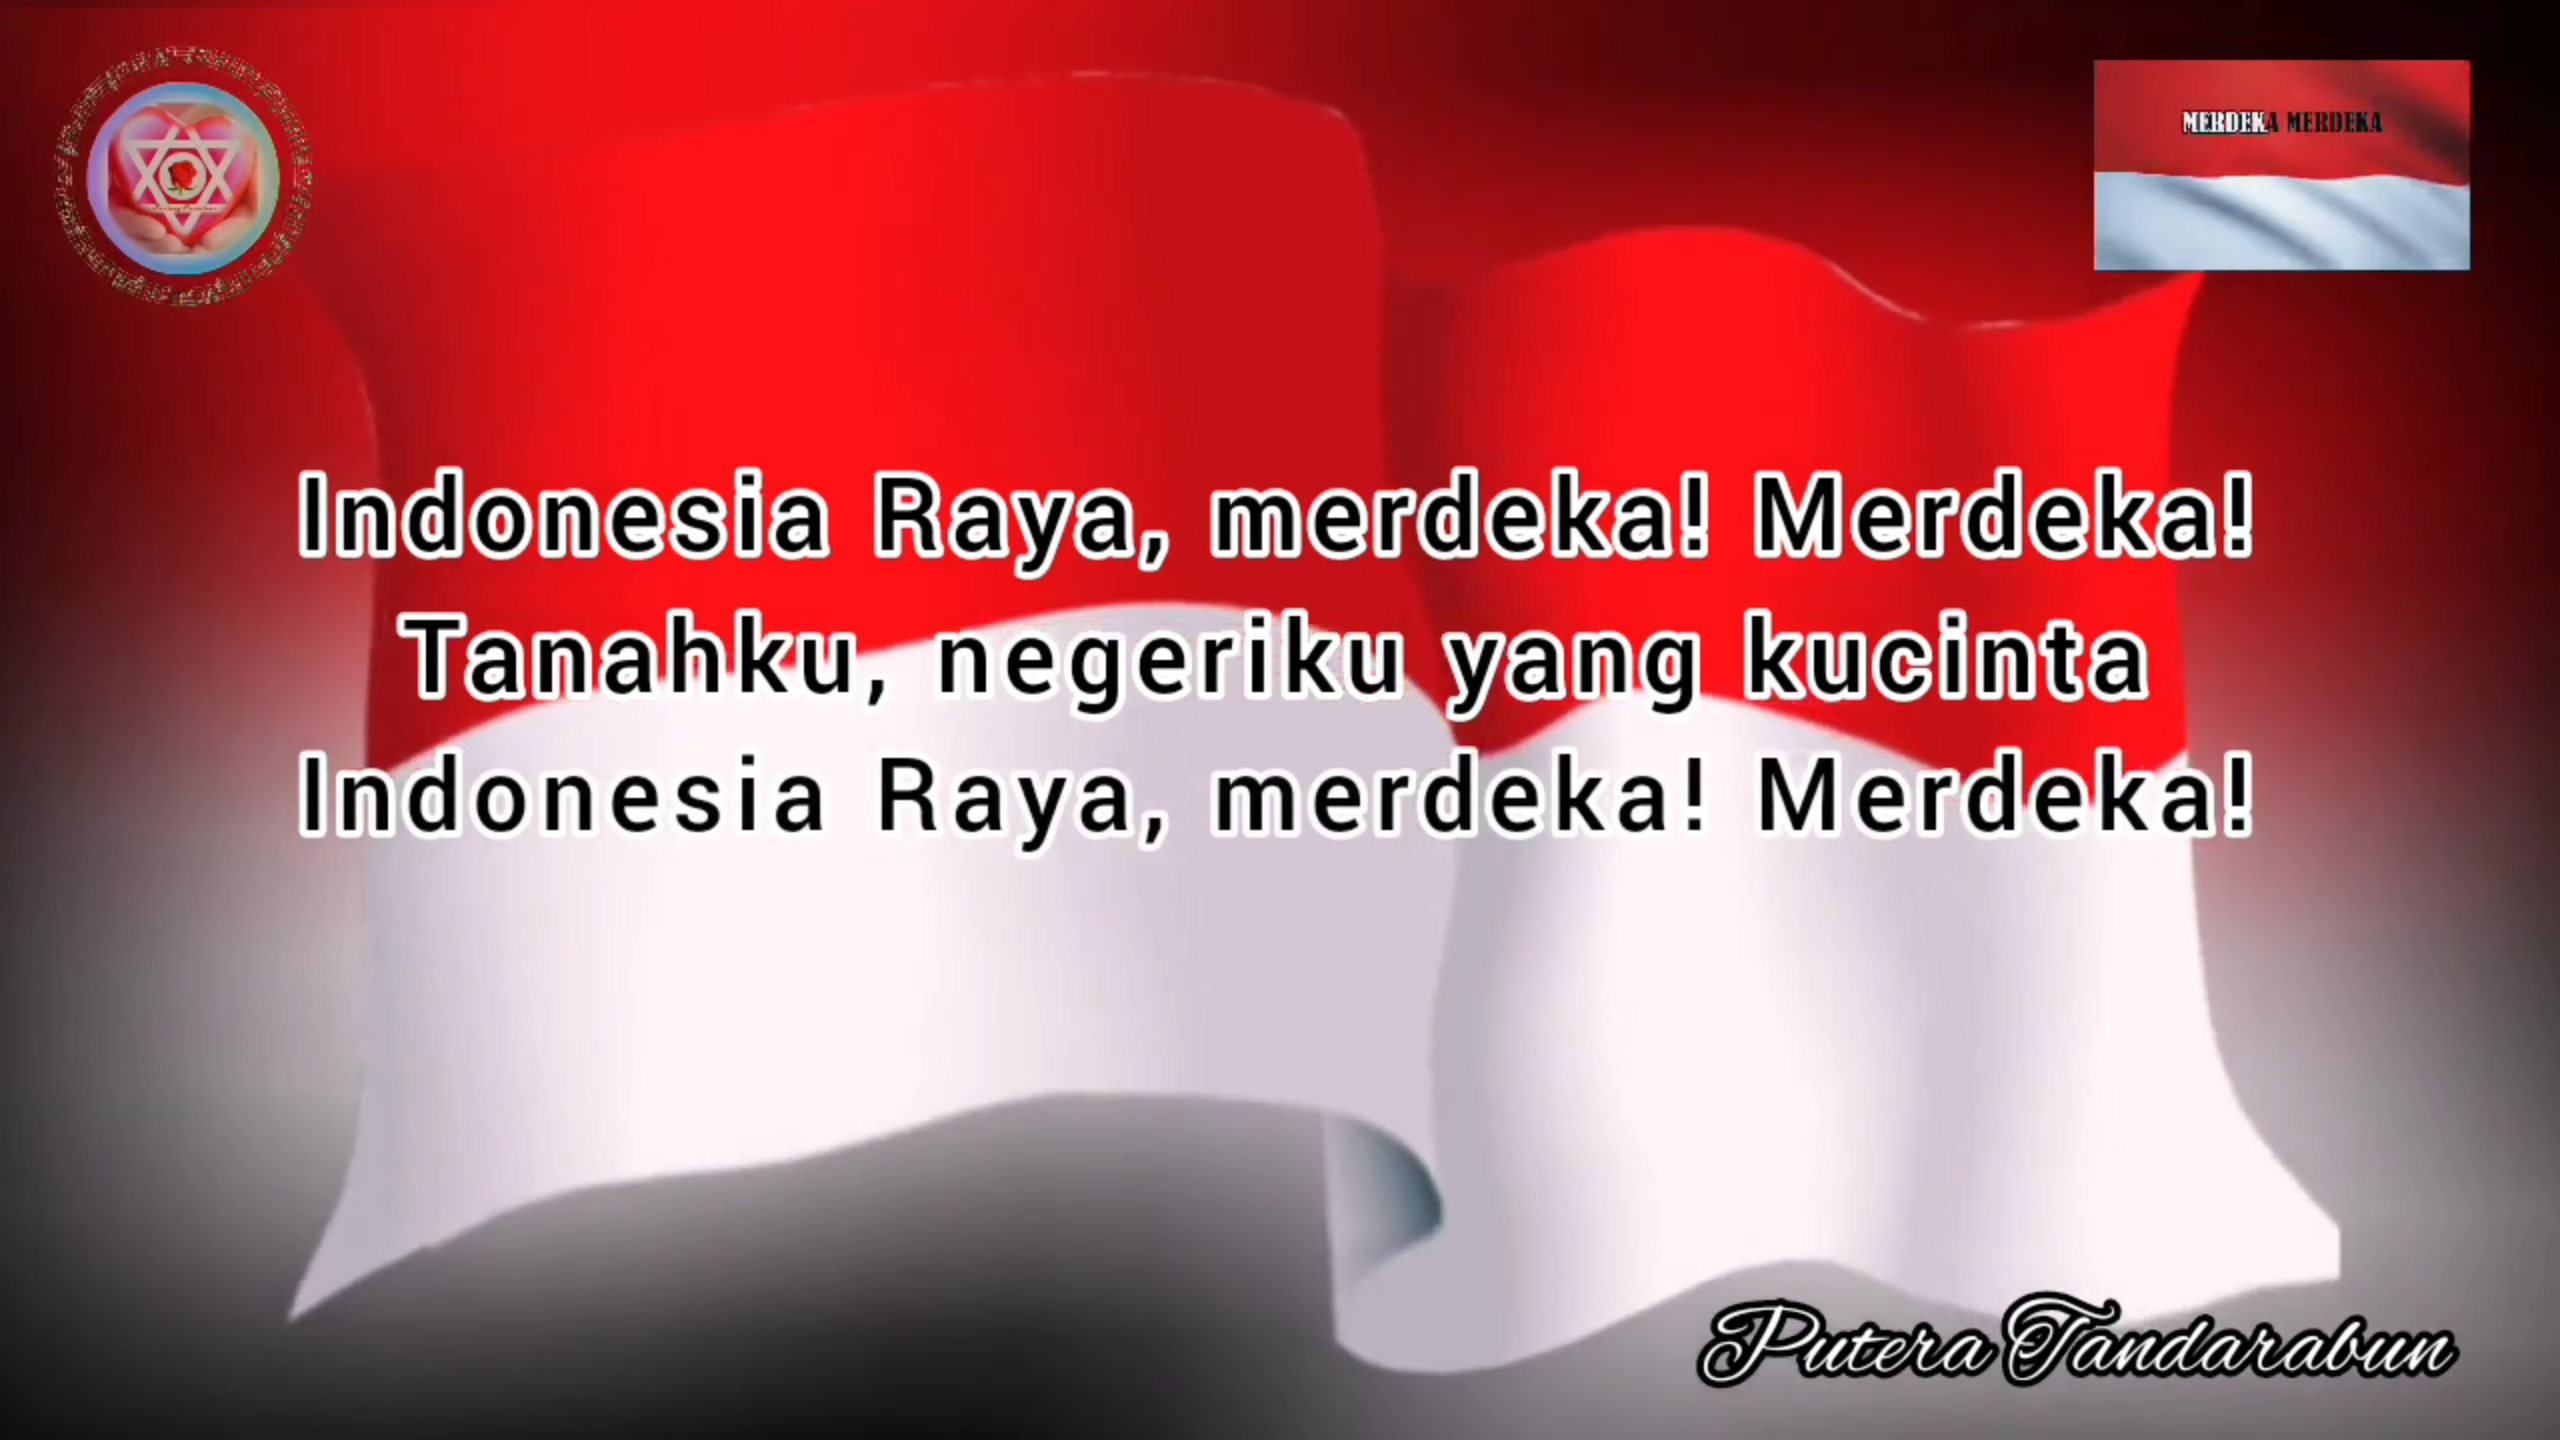 MERDEKA MERDEKA
Indonesia Raya, merdeka! Merdeka!
Tanahku, negeriku yang kucinta
Indonesia Raya, merdeka! Merdeka!
Putera Tandarabun